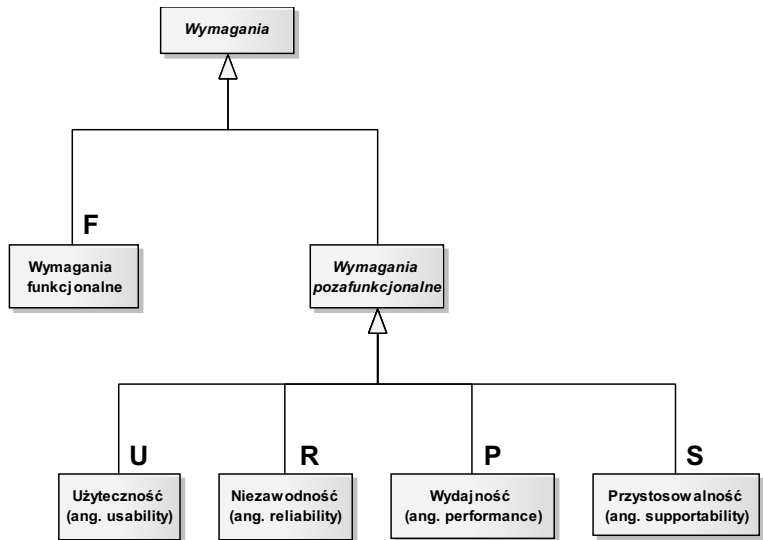 Wymagania
F
Wymagania
funkcjonalne
Wymagania
pozafunkcjonalne
U
R
P
S
Użyteczność
(ang. usability)
Niezawodność
(ang. reliability)
Wydajność
(ang. performance)
Przystosowalność
(ang. supportability)